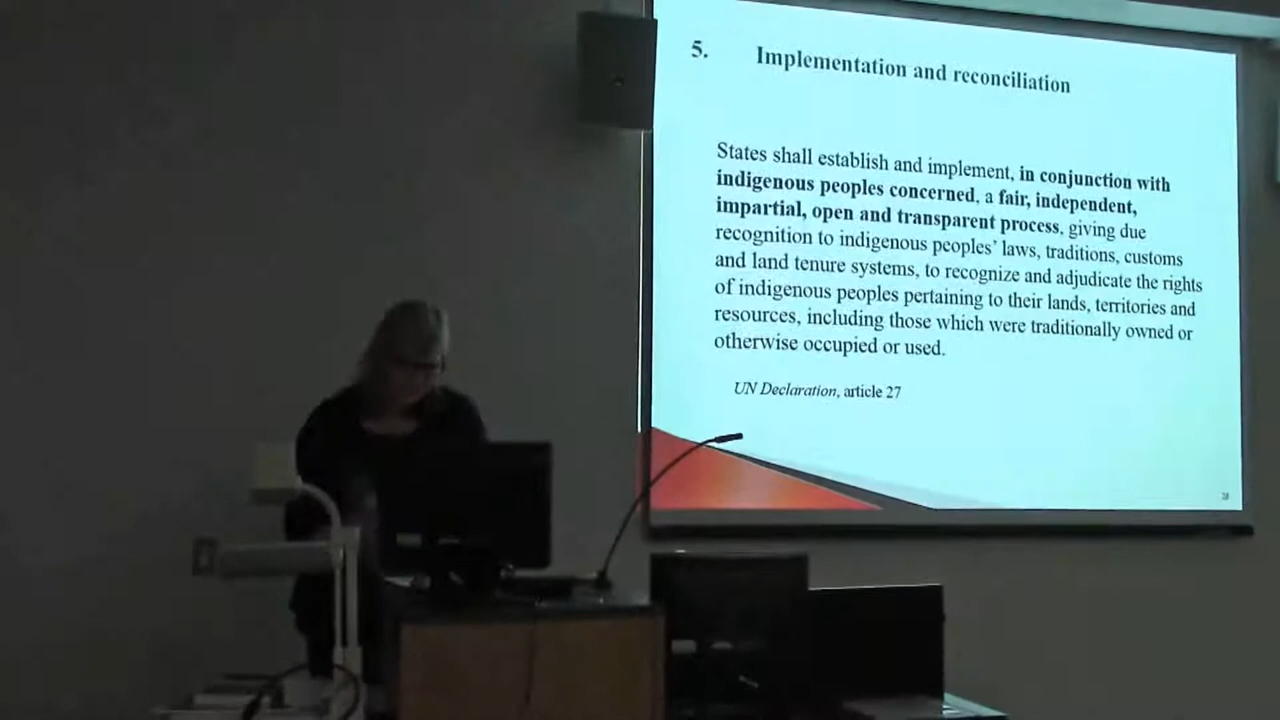 5. Implementation and reconciliation
States shall establish and implement, in conjunction with
indigenous peoples concerned, a fair, independent,
impartial, open and transparent process, giving due
recognition to indigenous peoples' laws, traditions, customs
and land tenure systems, to recognize and adjudicate the rights
of indigenous peoples pertaining to their lands, territories and
resources, including those which were traditionally owned or
otherwise occupied or used.
UN Declaration, article 27